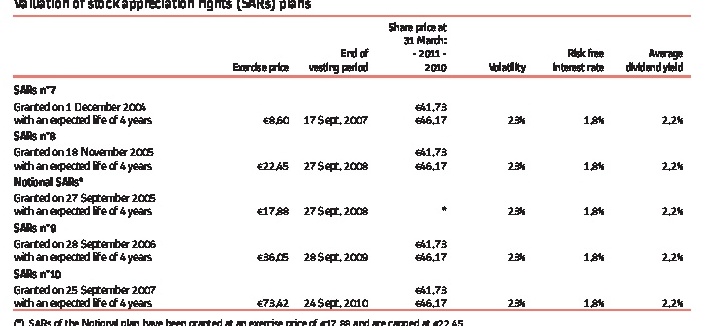 Valuation of stock appreciation rights (SARs) plans
Share price at
31 March:
End of - 2011 - Risk free Average
Exercise price vesting period 2010 Volatility interest rate dividend yield
SARs n°7
Granted on 1 December 2004 €41,73
with an expected life of 4 years €8,60 17 Sept. 2007 €46,17 23% 1,8% 2,2%
SARs n°8
Granted on 18 November 2005 €41,73
with an expected life of 4 years €22,45 27 Sept. 2008 €46,17 23% 1,8% 2,2%
Notional SARs*
Granted on 27 September 2005
with an expected life of 4 years €17,88 27 Sept. 2008 * 23% 1,8% 2,2%
SARs n°9
Granted on 28 September 2006 €41,73
with an expected life of 4 years €36,05 28 Sept. 2009 €46,17 23% 1,8% 2,2%
SARs n°10
Granted on 25 September 2007 €41,73
with an expected life of 4 years €73,42 24 Sept. 2010 €46,17 23% 1,8% 2,2%
(*) SARs of the Notional plan have been granted at an exercise price of €17,88 and are capped at €22,45